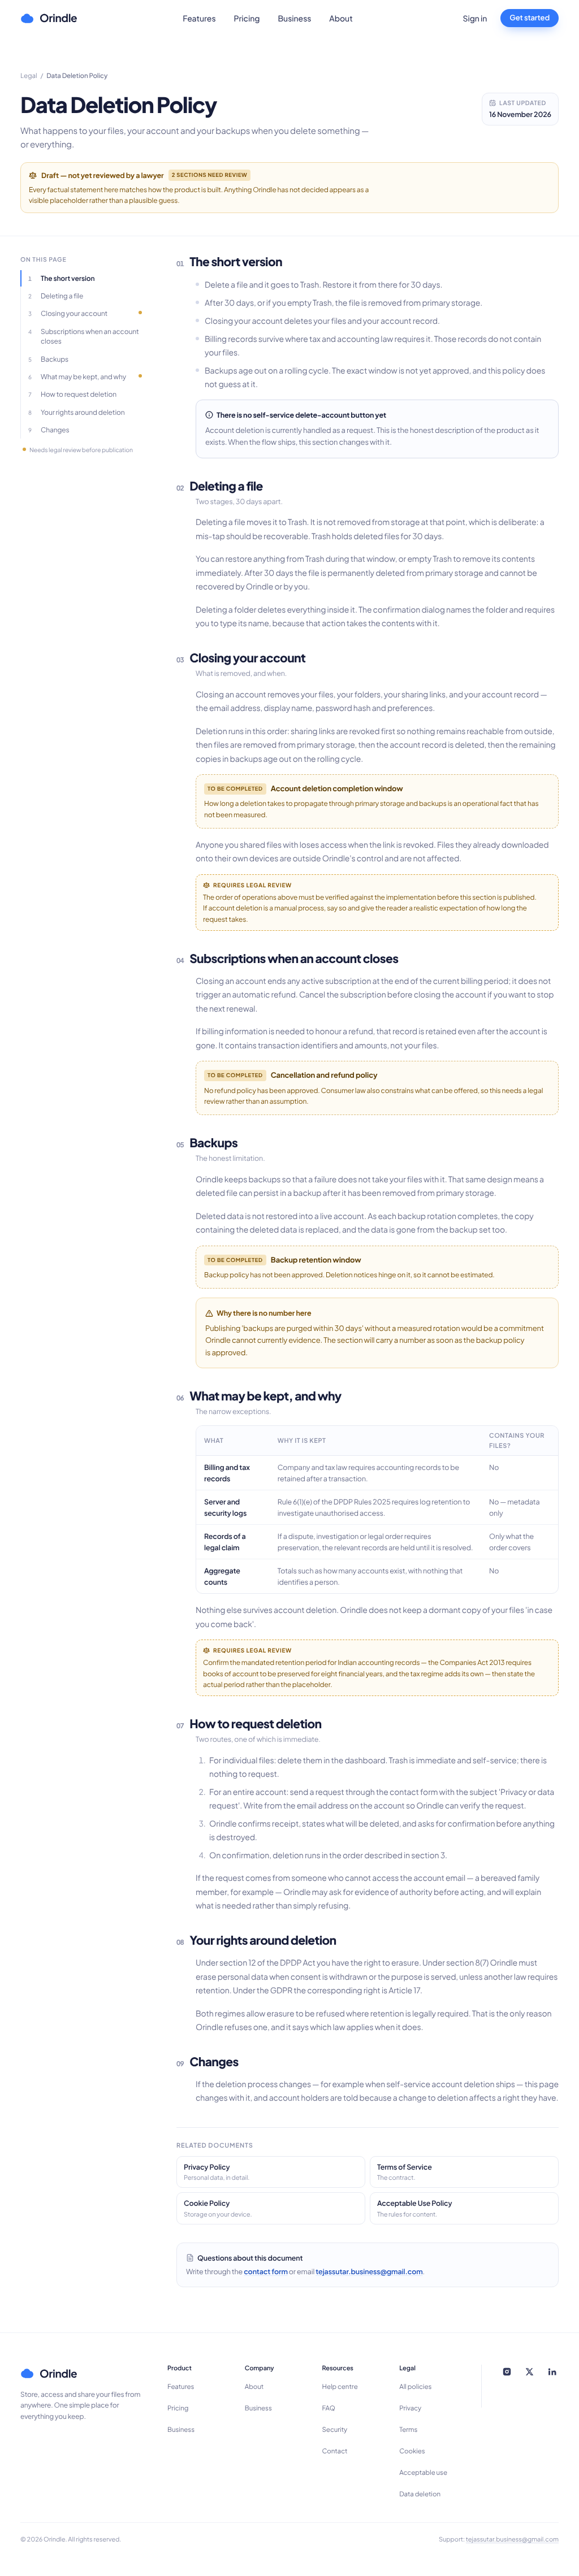 Orindle
Features
Pricing
Business
About
Sign in
Get started
Legal / Data Deletion Policy
Data Deletion Policy
LAST UPDATED
16 November 2026
What happens to your files, your account and your backups when you delete something —
or everything.
Draft — not yet reviewed by a lawyer
2 SECTIONS NEED REVIEW
Every factual statement here matches how the product is built. Anything Orindle has not decided appears as a
visible placeholder rather than a plausible guess.
ON THIS PAGE
1 The short version
2 Deleting a file
3 Closing your account
4 Subscriptions when an account
closes
5 Backups
6 What may be kept, and why
7 How to request deletion
8 Your rights around deletion
9 Changes
Needs legal review before publication
01 The short version
Delete a file and it goes to Trash. Restore it from there for 30 days.
After 30 days, or if you empty Trash, the file is removed from primary storage.
Closing your account deletes your files and your account record.
Billing records survive where tax and accounting law requires it. Those records do not contain
your files.
Backups age out on a rolling cycle. The exact window is not yet approved, and this policy does
not guess at it.
There is no self-service delete-account button yet
Account deletion is currently handled as a request. This is the honest description of the product as it
exists. When the flow ships, this section changes with it.
02 Deleting a file
Two stages, 30 days apart.
Deleting a file moves it to Trash. It is not removed from storage at that point, which is deliberate: a
mis-tap should be recoverable. Trash holds deleted files for 30 days.
You can restore anything from Trash during that window, or empty Trash to remove its contents
immediately. After 30 days the file is permanently deleted from primary storage and cannot be
recovered by Orindle or by you.
Deleting a folder deletes everything inside it. The confirmation dialog names the folder and requires
you to type its name, because that action takes the contents with it.
03 Closing your account
What is removed, and when.
Closing an account removes your files, your folders, your sharing links, and your account record —
the email address, display name, password hash and preferences.
Deletion runs in this order: sharing links are revoked first so nothing remains reachable from outside,
then files are removed from primary storage, then the account record is deleted, then the remaining
copies in backups age out on the rolling cycle.
TO BE COMPLETED Account deletion completion window
How long a deletion takes to propagate through primary storage and backups is an operational fact that has
not been measured.
Anyone you shared files with loses access when the link is revoked. Files they already downloaded
onto their own devices are outside Orindle's control and are not affected.
REQUIRES LEGAL REVIEW
The order of operations above must be verified against the implementation before this section is published.
If account deletion is a manual process, say so and give the reader a realistic expectation of how long the
request takes.
04 Subscriptions when an account closes
Closing an account ends any active subscription at the end of the current billing period; it does not
trigger an automatic refund. Cancel the subscription before closing the account if you want to stop
the next renewal.
If billing information is needed to honour a refund, that record is retained even after the account is
gone. It contains transaction identifiers and amounts, not your files.
TO BE COMPLETED Cancellation and refund policy
No refund policy has been approved. Consumer law also constrains what can be offered, so this needs a legal
review rather than an assumption.
05 Backups
The honest limitation.
Orindle keeps backups so that a failure does not take your files with it. That same design means a
deleted file can persist in a backup after it has been removed from primary storage.
Deleted data is not restored into a live account. As each backup rotation completes, the copy
containing the deleted data is replaced, and the data is gone from the backup set too.
TO BE COMPLETED Backup retention window
Backup policy has not been approved. Deletion notices hinge on it, so it cannot be estimated.
Why there is no number here
Publishing 'backups are purged within 30 days' without a measured rotation would be a commitment
Orindle cannot currently evidence. The section will carry a number as soon as the backup policy
is approved.
06 What may be kept, and why
The narrow exceptions.
WHAT
WHY IT IS KEPT
CONTAINS YOUR
FILES?
Billing and tax
records
Company and tax law requires accounting records to be
retained after a transaction.
No
Server and
security logs
Rule 6(1)(e) of the DPDP Rules 2025 requires log retention to
investigate unauthorised access.
No — metadata
only
Records of a
legal claim
If a dispute, investigation or legal order requires
preservation, the relevant records are held until it is resolved.
Only what the
order covers
Aggregate
counts
Totals such as how many accounts exist, with nothing that
identifies a person.
No
Nothing else survives account deletion. Orindle does not keep a dormant copy of your files 'in case
you come back'.
REQUIRES LEGAL REVIEW
Confirm the mandated retention period for Indian accounting records — the Companies Act 2013 requires
books of account to be preserved for eight financial years, and the tax regime adds its own — then state the
actual period rather than the placeholder.
07 How to request deletion
Two routes, one of which is immediate.
1. For individual files: delete them in the dashboard. Trash is immediate and self-service; there is
nothing to request.
2. For an entire account: send a request through the contact form with the subject 'Privacy or data
request'. Write from the email address on the account so Orindle can verify the request.
3. Orindle confirms receipt, states what will be deleted, and asks for confirmation before anything
is destroyed.
4. On confirmation, deletion runs in the order described in section 3.
If the request comes from someone who cannot access the account email — a bereaved family
member, for example — Orindle may ask for evidence of authority before acting, and will explain
what is needed rather than simply refusing.
08 Your rights around deletion
Under section 12 of the DPDP Act you have the right to erasure. Under section 8(7) Orindle must
erase personal data when consent is withdrawn or the purpose is served, unless another law requires
retention. Under the GDPR the corresponding right is Article 17.
Both regimes allow erasure to be refused where retention is legally required. That is the only reason
Orindle refuses one, and it says which law applies when it does.
09 Changes
If the deletion process changes — for example when self-service account deletion ships — this page
changes with it, and account holders are told because a change to deletion affects a right they have.
RELATED DOCUMENTS
Privacy Policy
Personal data, in detail.
Terms of Service
The contract.
Cookie Policy
Storage on your device.
Acceptable Use Policy
The rules for content.
Questions about this document
Write through the contact form or email tejassutar.business@gmail.com.
Orindle
Store, access and share your files from
anywhere. One simple place for
everything you keep.
Product
Features
Pricing
Business
Company
About
Business
Resources
Help centre
FAQ
Security
Contact
Legal
All policies
Privacy
Terms
Cookies
Acceptable use
Data deletion
© 2026 Orindle. All rights reserved.
Support: tejassutar.business@gmail.com